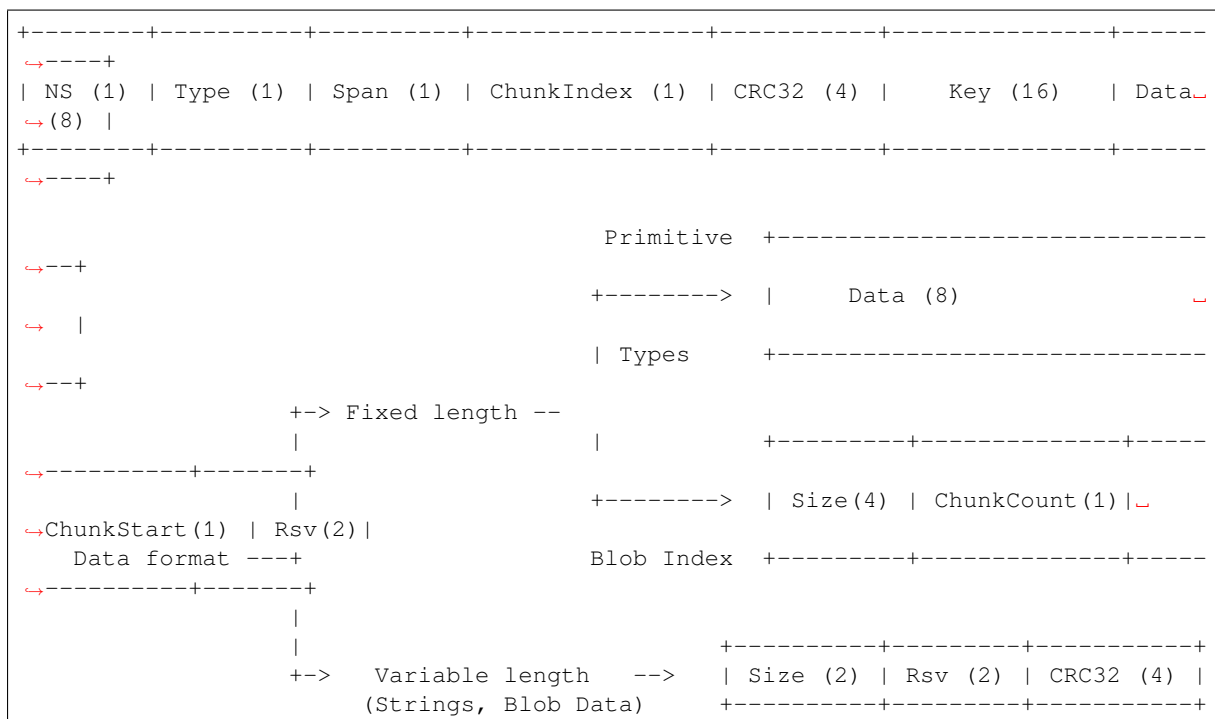 +--------+----------+----------+----------------+-----------+---------------+------
↪----+
| NS (1) | Type (1) | Span (1) | ChunkIndex (1) | CRC32 (4) |    Key (16)   | Data␣
↪(8) |
+--------+----------+----------+----------------+-----------+---------------+------
↪----+
                                         Primitive  +------------------------------
↪--+
                                        +-------->  |     Data (8)                 ␣
↪  |
                                        | Types     +------------------------------
↪--+
                   +-> Fixed length --
                   |                    |           +---------+--------------+-----
↪----------+-------+
                   |                    +-------->  | Size(4) | ChunkCount(1)|␣
↪ChunkStart(1) | Rsv(2)|
    Data format ---+                    Blob Index  +---------+--------------+-----
↪----------+-------+
                   |
                   |                             +----------+---------+-----------+
                   +->   Variable length   -->   | Size (2) | Rsv (2) | CRC32 (4) |
                        (Strings, Blob Data)     +----------+---------+-----------+